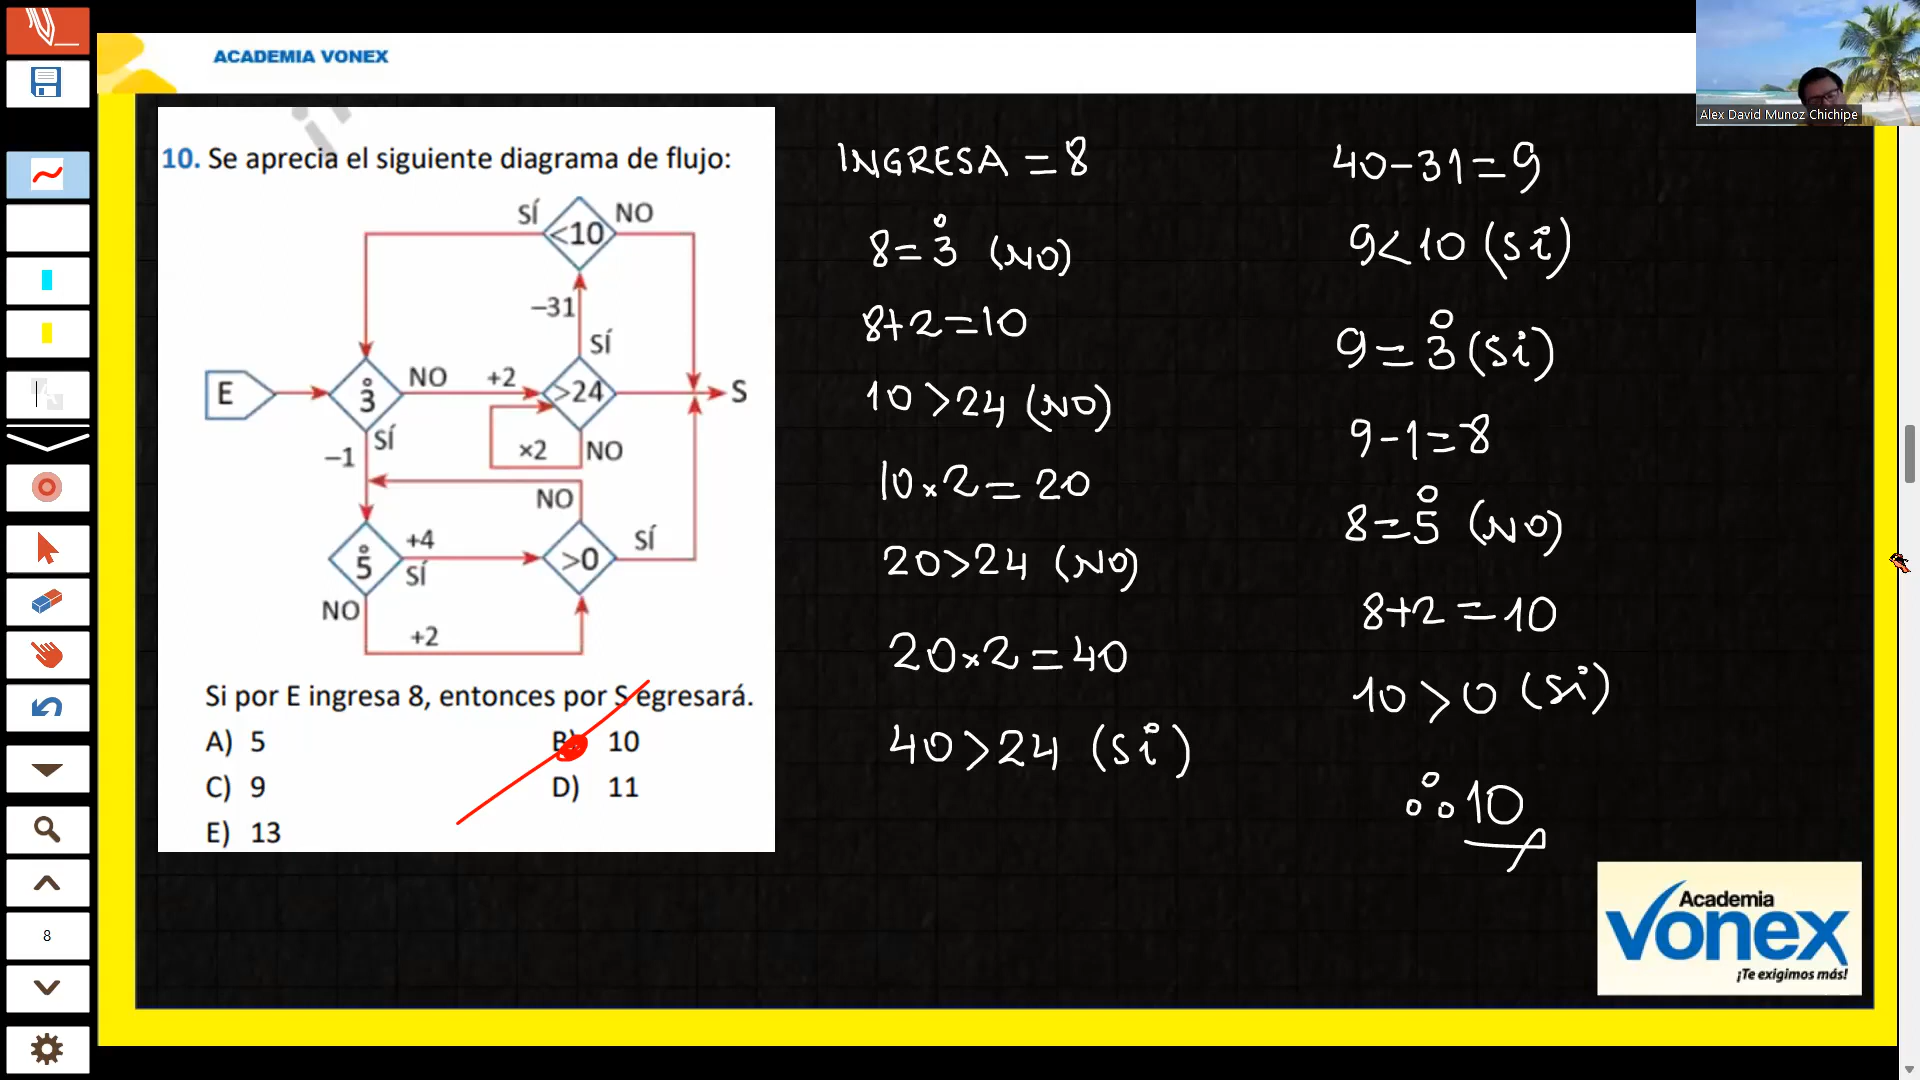 ACADEMIA VONEX
Alex David Munoz Chichipe
10. Se aprecia el siguiente diagrama de flujo:
SÍ
<10
NO
−31
SÍ
E
3̊
NO
+2
>24
S
SÍ
−1
×2
NO
NO
5̊
+4
SÍ
>0
SÍ
NO
+2
Si por E ingresa 8, entonces por S egresará.
A) 5
B) 10
C) 9
D) 11
E) 13
INGRESA = 8
8 = 3̊ (NO)
8+2 = 10
10 > 24 (NO)
10 × 2 = 20
20 > 24 (NO)
20 × 2 = 40
40 > 24 (Si)
40 − 31 = 9
9 < 10 (Si)
9 = 3̊ (Si)
9 − 1 = 8
8 = 5̊ (NO)
8+2 = 10
10 > 0 (Si)
∴ 10
Academia
Vonex
¡Te exigimos más!
8